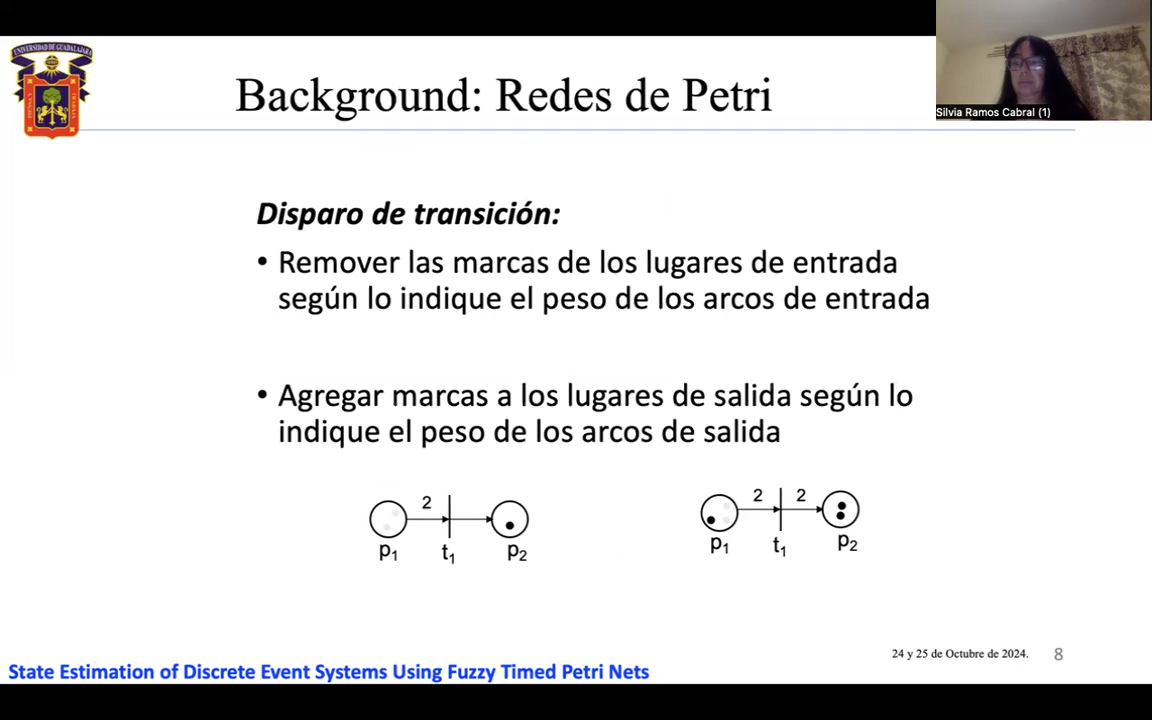 UNIVERSIDAD DE GUADALAJARA
Background: Redes de Petri
Silvia Ramos Cabral (1)
Disparo de transición:
• Remover las marcas de los lugares de entrada
según lo indique el peso de los arcos de entrada
• Agregar marcas a los lugares de salida según lo
indique el peso de los arcos de salida
2
p1 t1 p2
2 2
p1 t1 p2
24 y 25 de Octubre de 2024. 8
State Estimation of Discrete Event Systems Using Fuzzy Timed Petri Nets